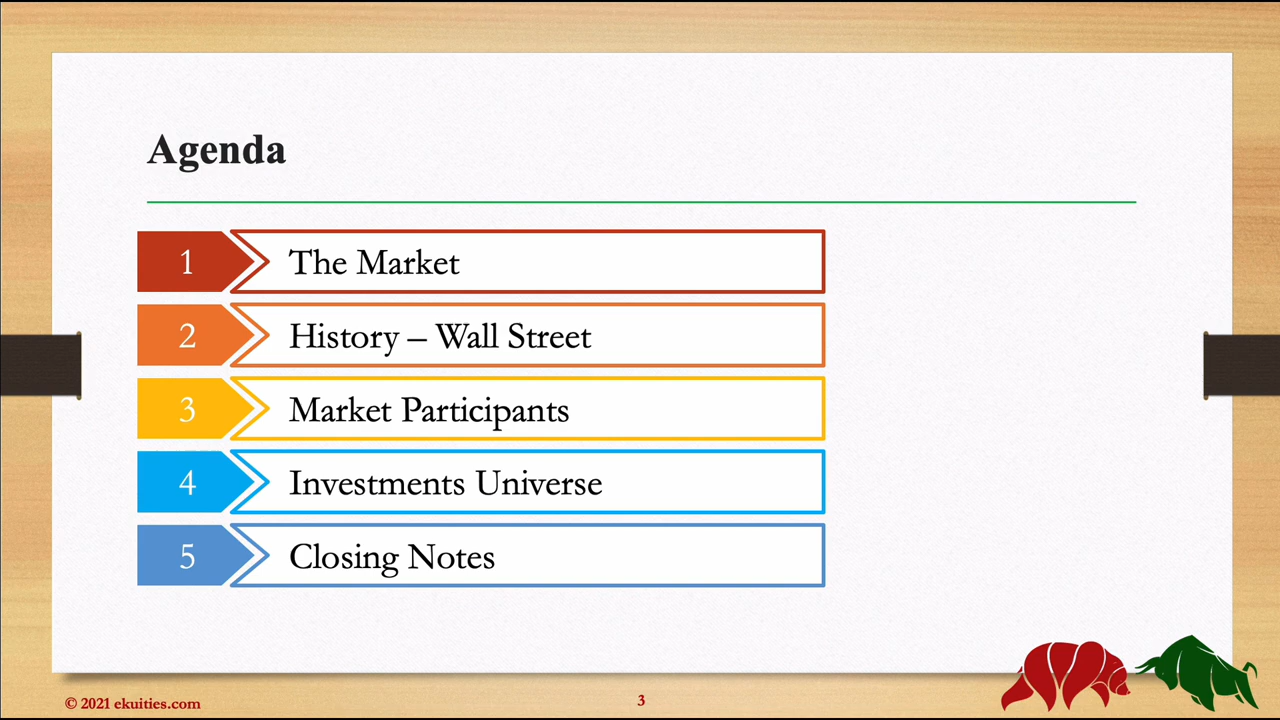 Agenda
1 The Market
2 History – Wall Street
3 Market Participants
4 Investments Universe
5 Closing Notes
© 2021 ekuities.com
3